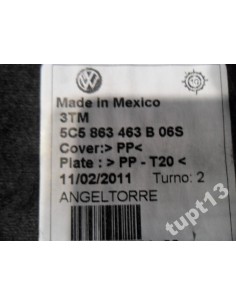 Made in Mexico
3TM
5C5 863 463 B 06S
Cover:> PP<
Plate : > PP - T20 <
11/02/2011 Turno: 2
ANGELTORRE
tupt13